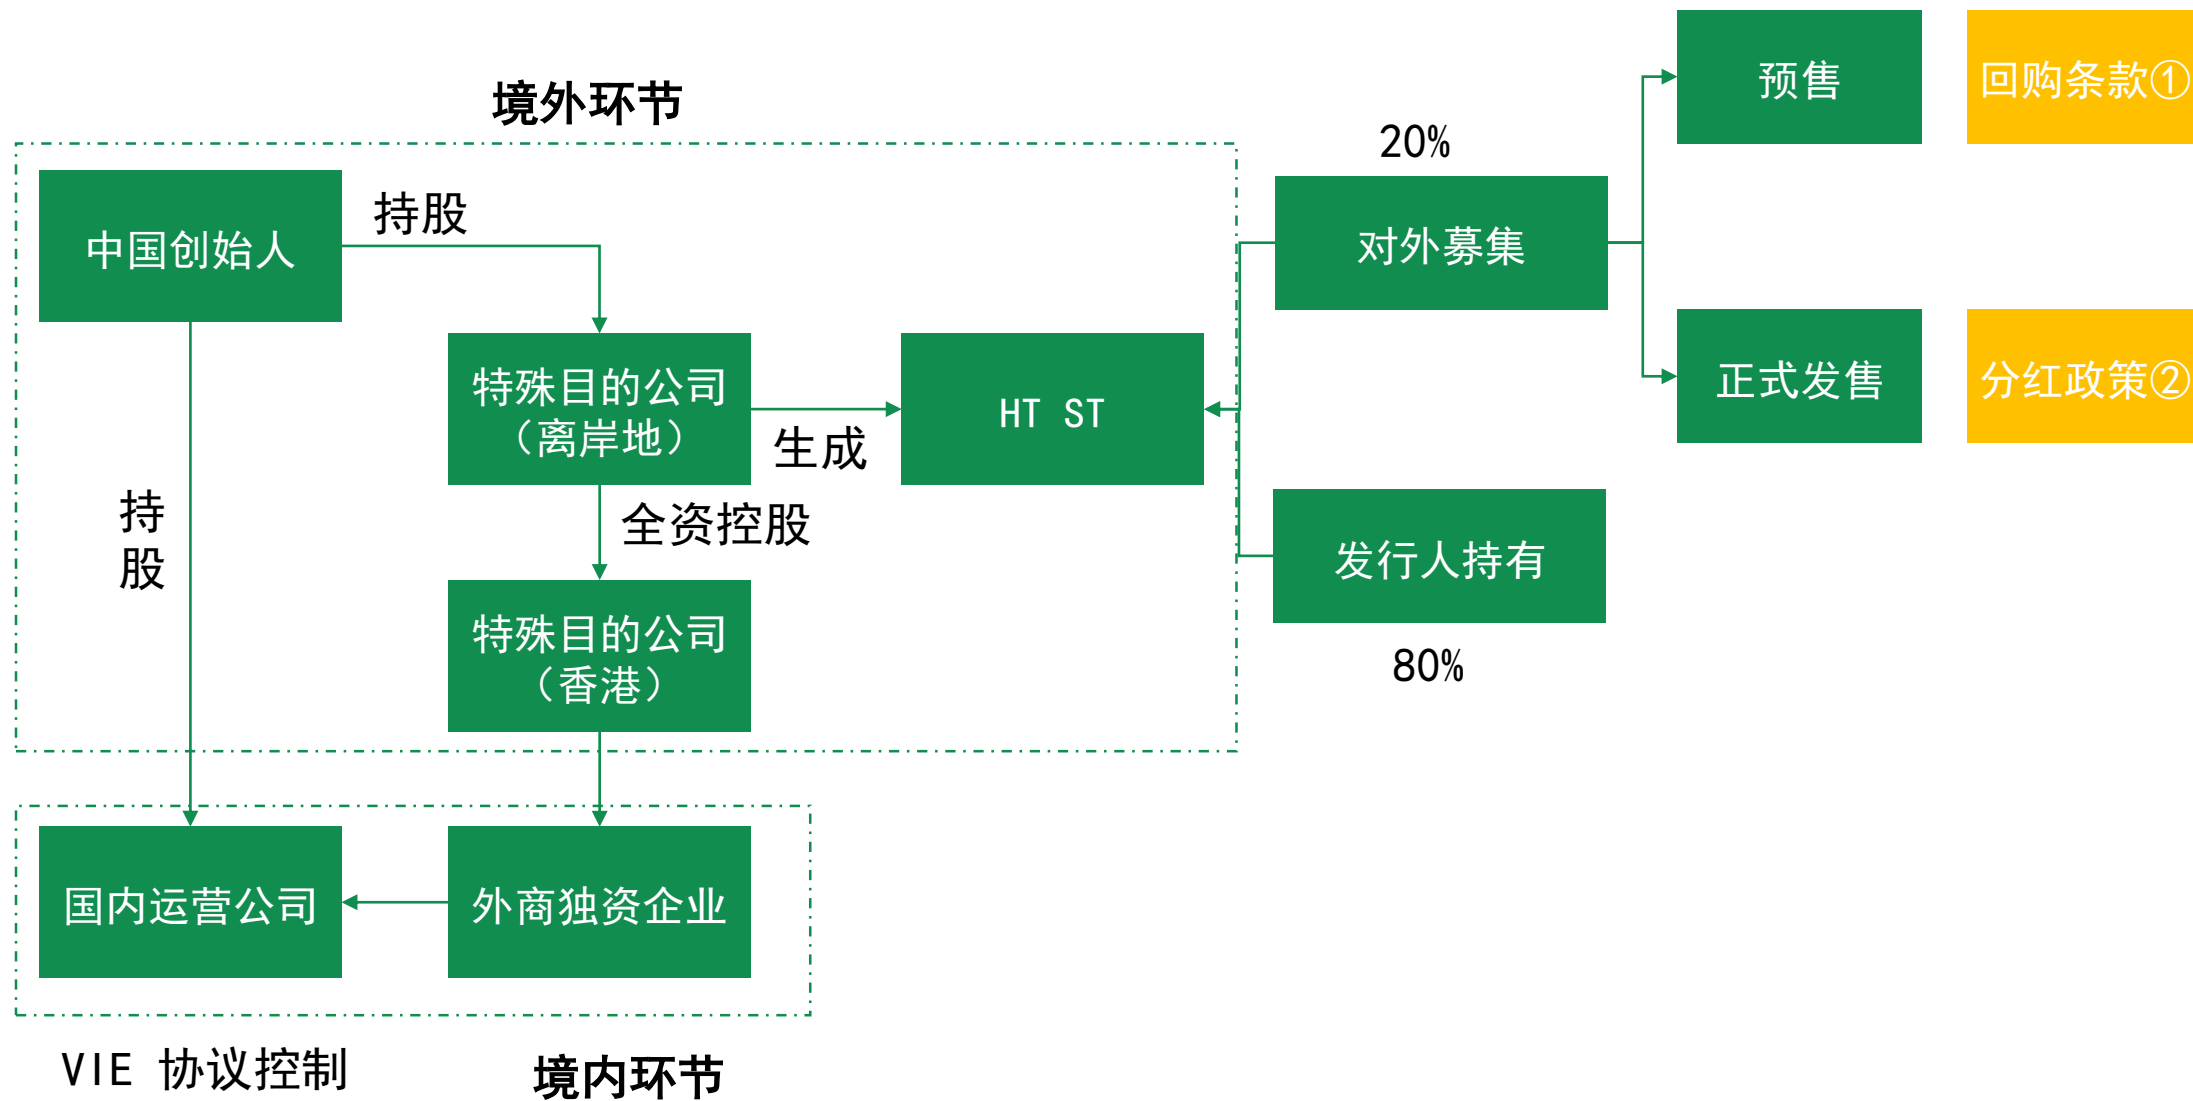 境外环节
预售
回购条款①
20%
中国创始人
持股
对外募集
特殊目的公司
（离岸地）
生成
HT ST
正式发售
分红政策②
持
股
全资控股
发行人持有
80%
特殊目的公司
（香港）
国内运营公司
外商独资企业
VIE 协议控制
境内环节